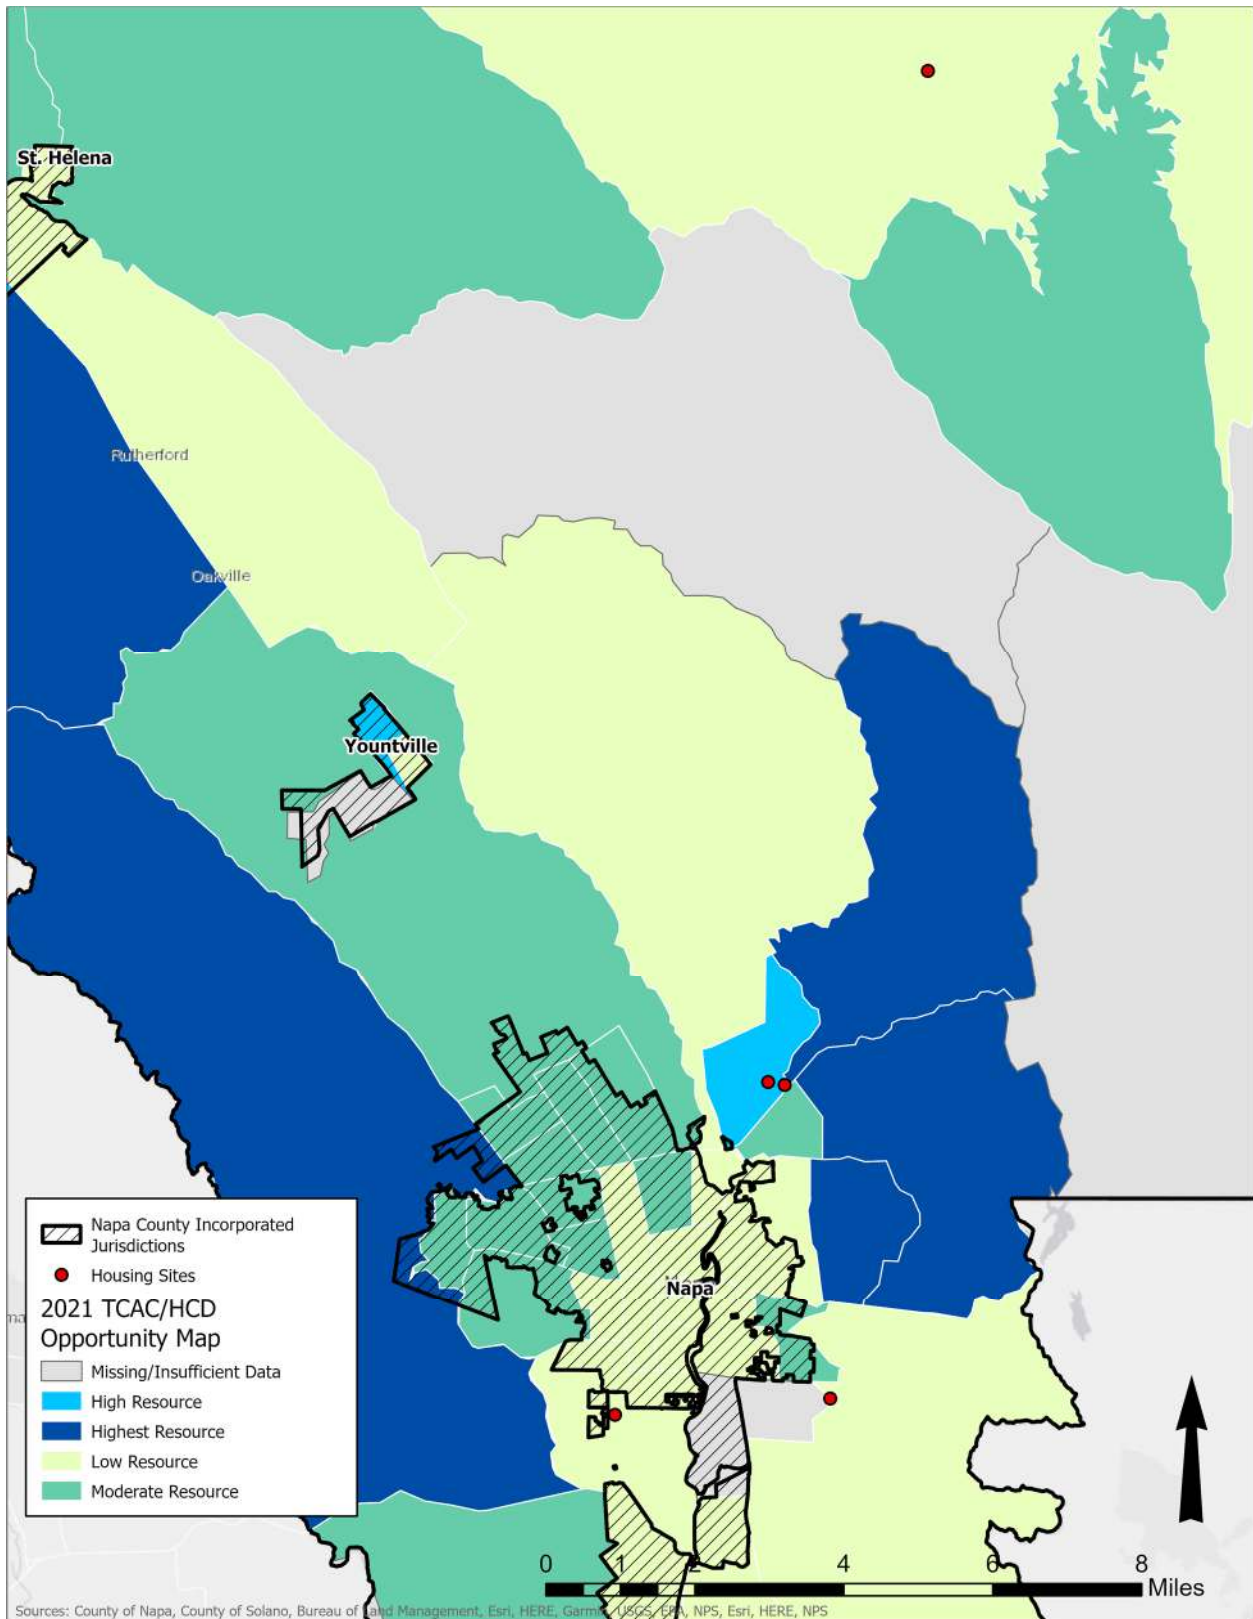 St. Helena
Rutherford
Oakville
Yountville
Napa
Napa County Incorporated
Jurisdictions
Housing Sites
2021 TCAC/HCD
Opportunity Map
Missing/Insufficient Data
High Resource
Highest Resource
Low Resource
Moderate Resource
0 1 2 4 6 8
Miles
Sources: County of Napa, County of Solano, Bureau of Land Management, Esri, HERE, Garmin, USGS, EPA, NPS, Esri, HERE, NPS